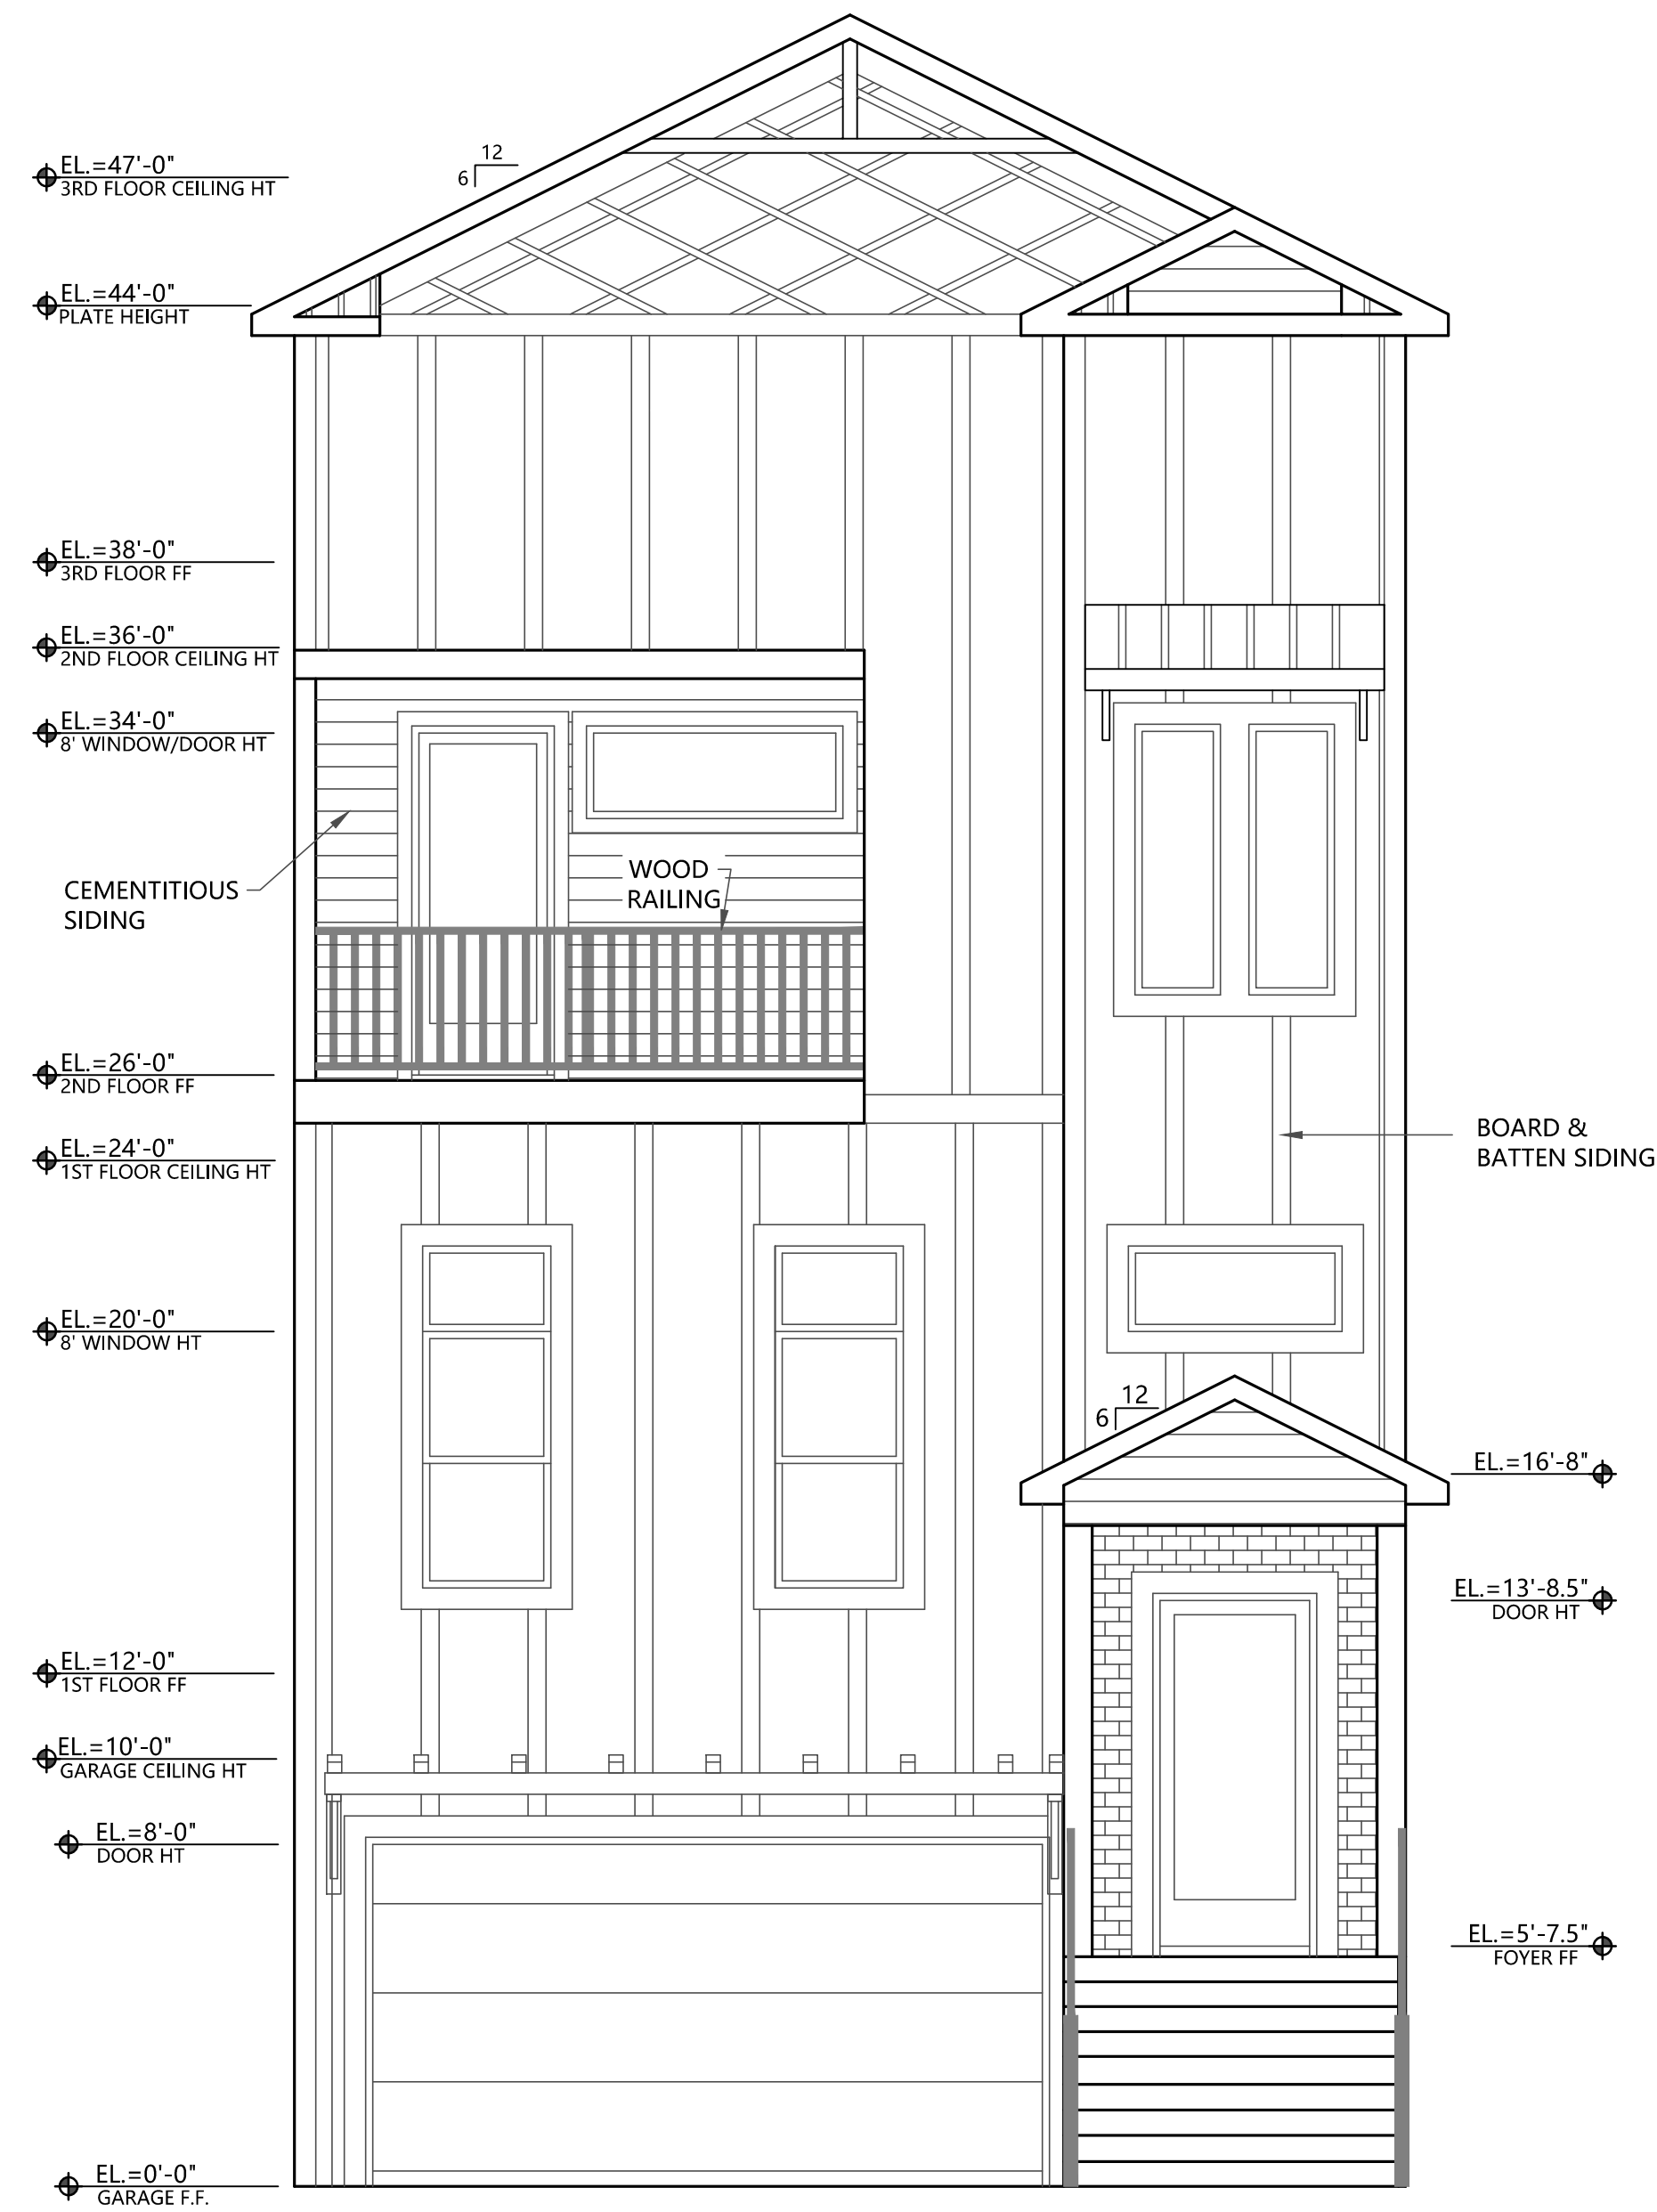 12
6
EL.=47'-0"
3RD FLOOR CEILING HT
EL.=44'-0"
PLATE HEIGHT
EL.=38'-0"
3RD FLOOR FF
EL.=36'-0"
2ND FLOOR CEILING HT
EL.=34'-0"
8' WINDOW/DOOR HT
WOOD
RAILING
CEMENTITIOUS
SIDING
EL.=26'-0"
2ND FLOOR FF
BOARD &
BATTEN SIDING
EL.=24'-0"
1ST FLOOR CEILING HT
EL.=20'-0"
8' WINDOW HT
12
6
EL.=16'-8"
EL.=13'-8.5"
DOOR HT
EL.=12'-0"
1ST FLOOR FF
EL.=10'-0"
GARAGE CEILING HT
EL.=8'-0"
DOOR HT
EL.=5'-7.5"
FOYER FF
EL.=0'-0"
GARAGE F.F.